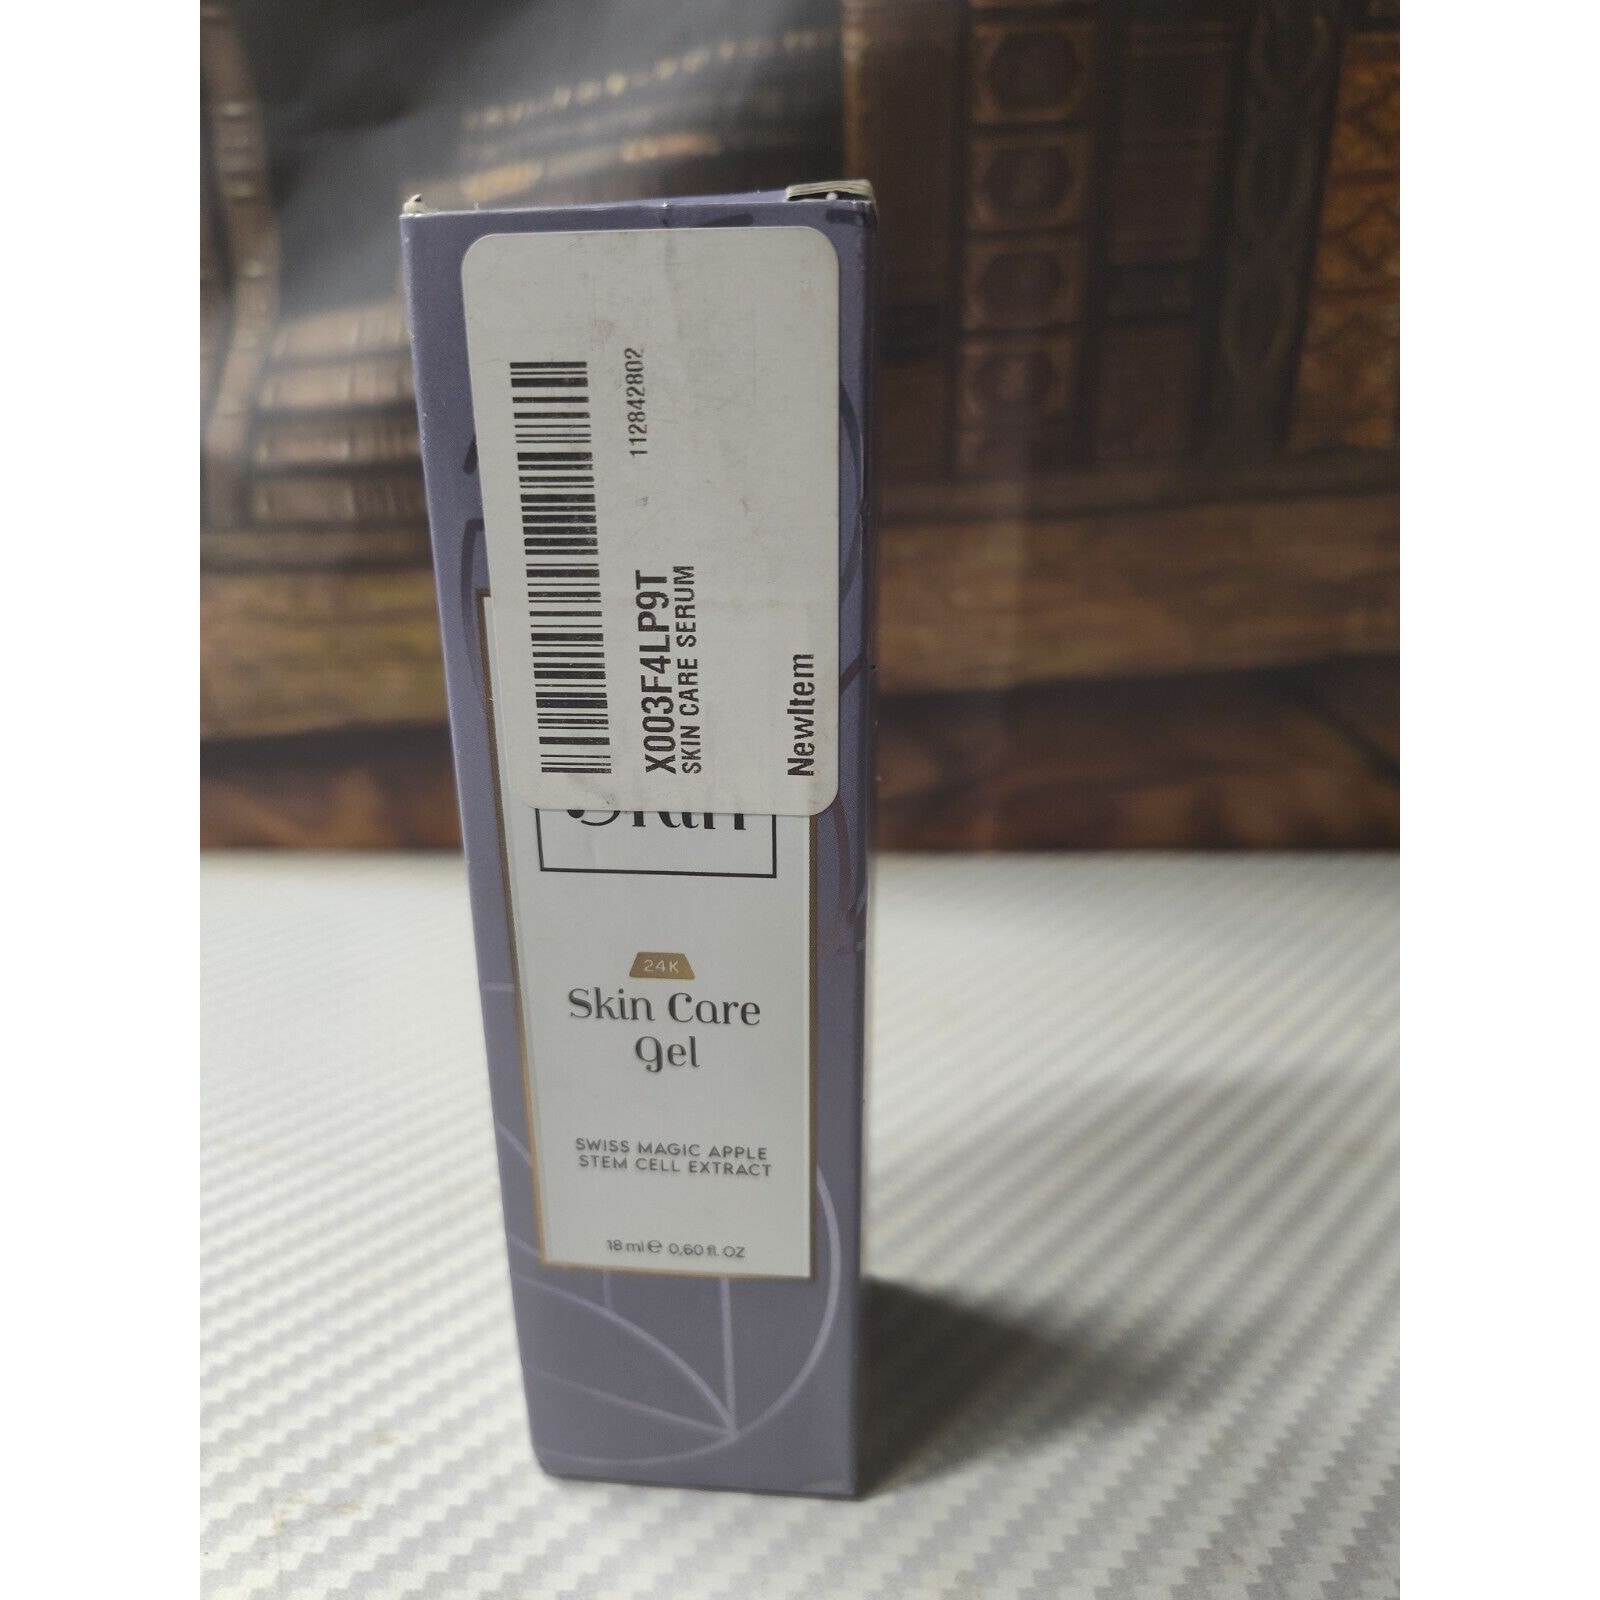 112842802
X003F4LP9T
SKIN CARE SERUM
NewItem
24K
Skin Care
gel
SWISS MAGIC APPLE
STEM CELL EXTRACT
18 ml ℮ 0.60 fl. OZ